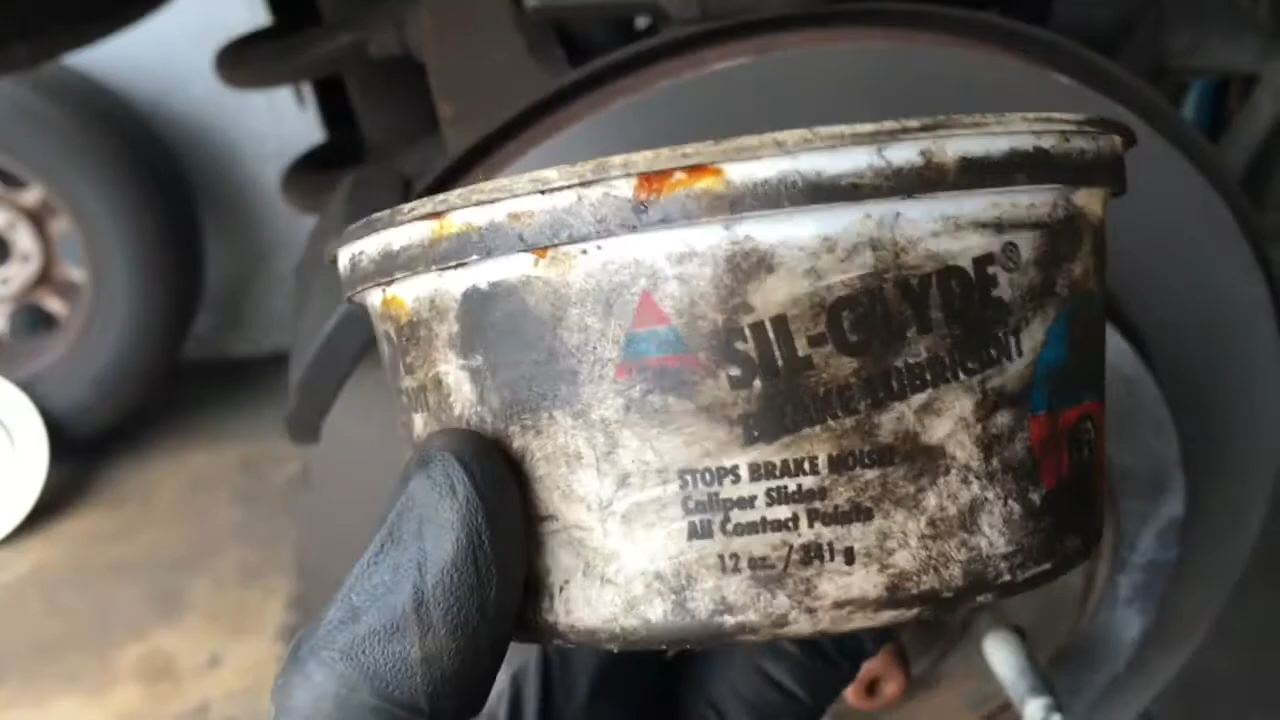 SIL-GLYDE®
BRAKE LUBRICANT
STOPS BRAKE NOISE!
Caliper Slides
All Contact Points
12 oz. / 341 g